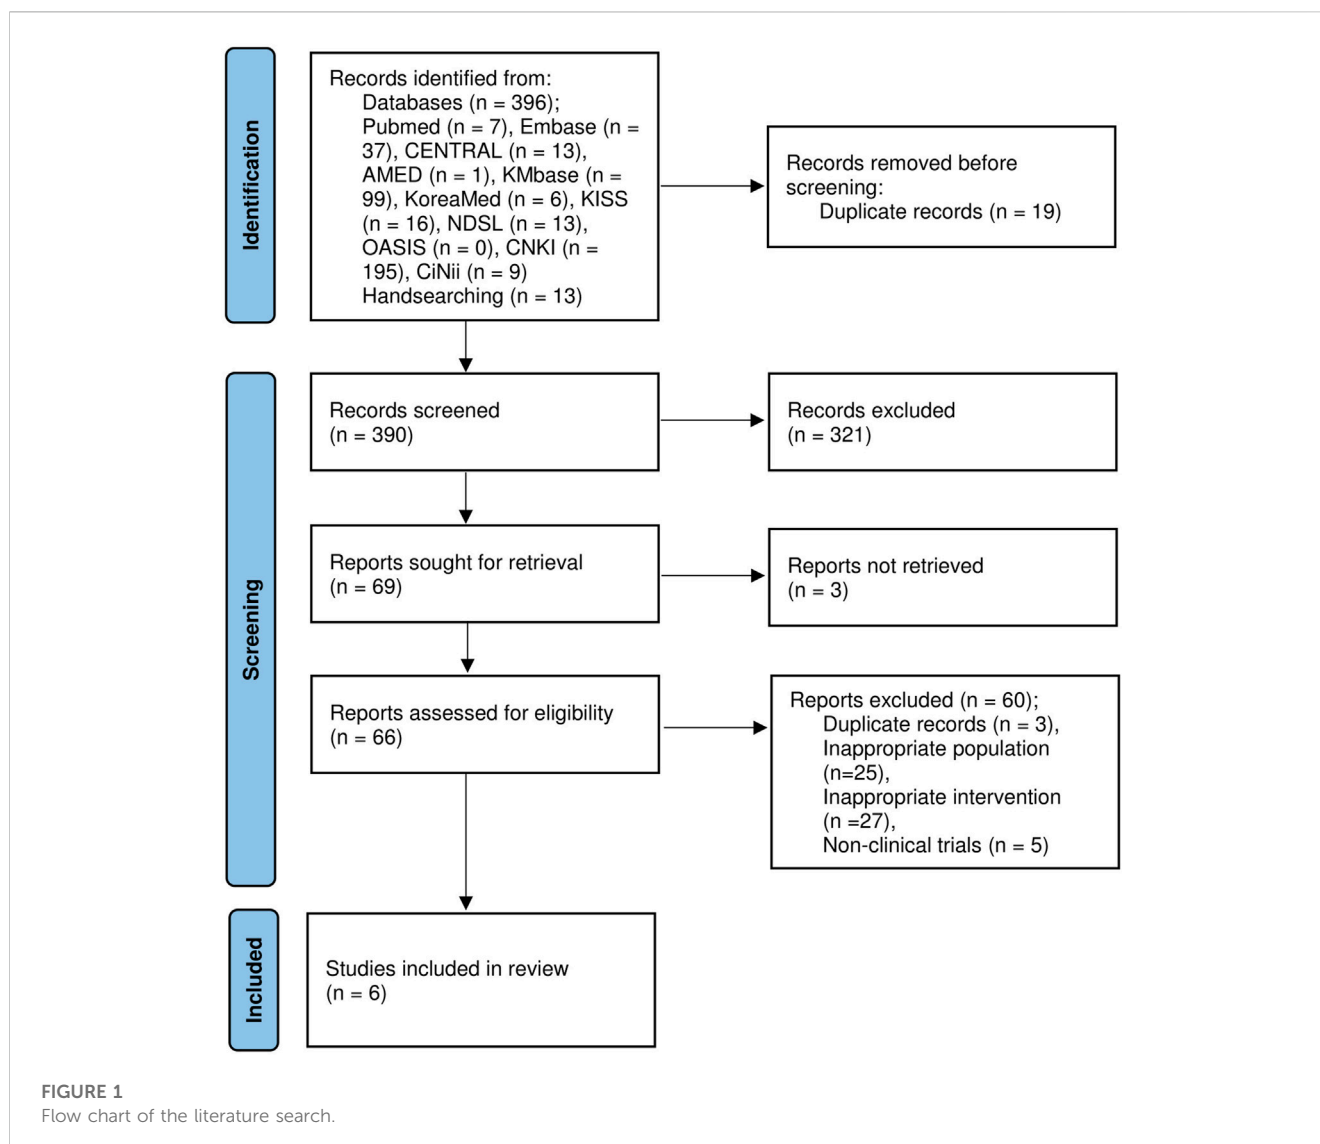 Identification
Records identified from:
Databases (n = 396);
Pubmed (n = 7), Embase (n =
37), CENTRAL (n = 13),
AMED (n = 1), KMbase (n =
99), KoreaMed (n = 6), KISS
(n = 16), NDSL (n = 13),
OASIS (n = 0), CNKI (n =
195), CiNii (n = 9)
Handsearching (n = 13)
Records removed before
screening:
Duplicate records (n = 19)
Screening
Records screened
(n = 390)
Records excluded
(n = 321)
Reports sought for retrieval
(n = 69)
Reports not retrieved
(n = 3)
Reports assessed for eligibility
(n = 66)
Reports excluded (n = 60);
Duplicate records (n = 3),
Inappropriate population
(n=25),
Inappropriate intervention
(n =27),
Non-clinical trials (n = 5)
Included
Studies included in review
(n = 6)
FIGURE 1
Flow chart of the literature search.